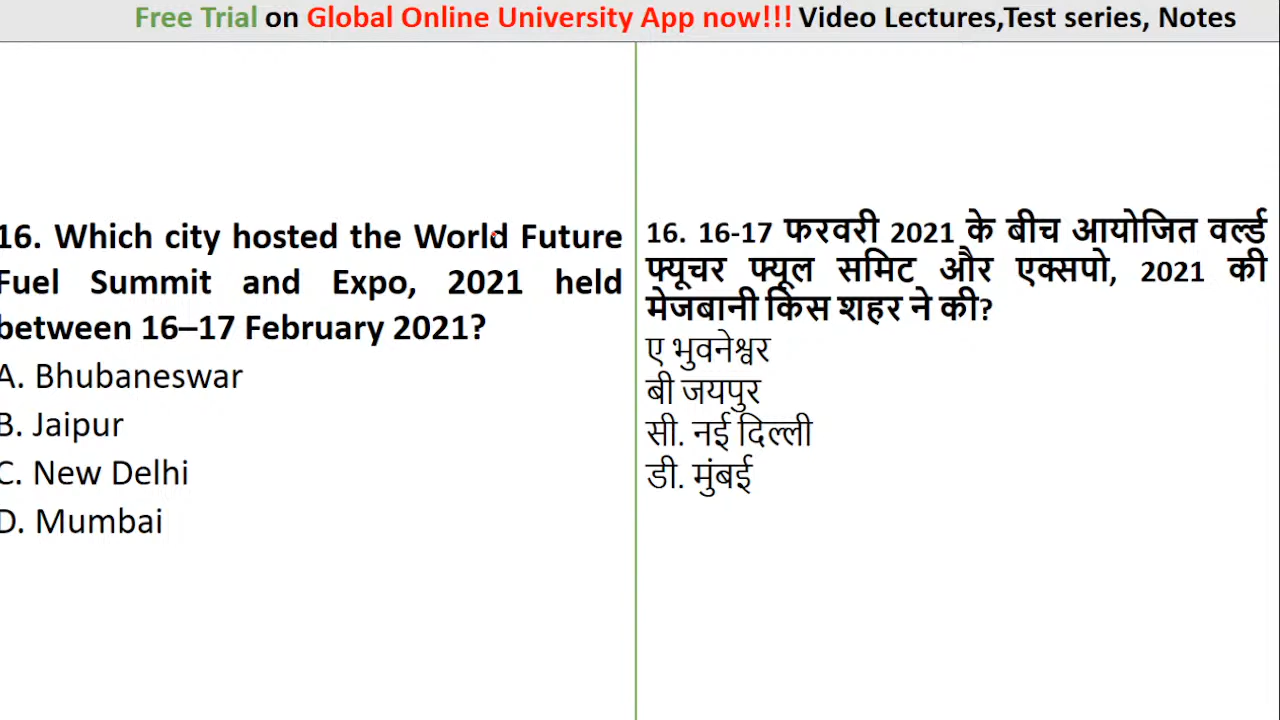 Free Trial on Global Online University App now!!! Video Lectures,Test series, Notes
16. Which city hosted the World Future
Fuel Summit and Expo, 2021 held
between 16–17 February 2021?
A. Bhubaneswar
B. Jaipur
C. New Delhi
D. Mumbai
16. 16-17 फरवरी 2021 के बीच आयोजित वर्ल्ड
फ्यूचर फ्यूल समिट और एक्सपो, 2021 की
मेजबानी किस शहर ने की?
ए भुवनेश्वर
बी जयपुर
सी. नई दिल्ली
डी. मुंबई